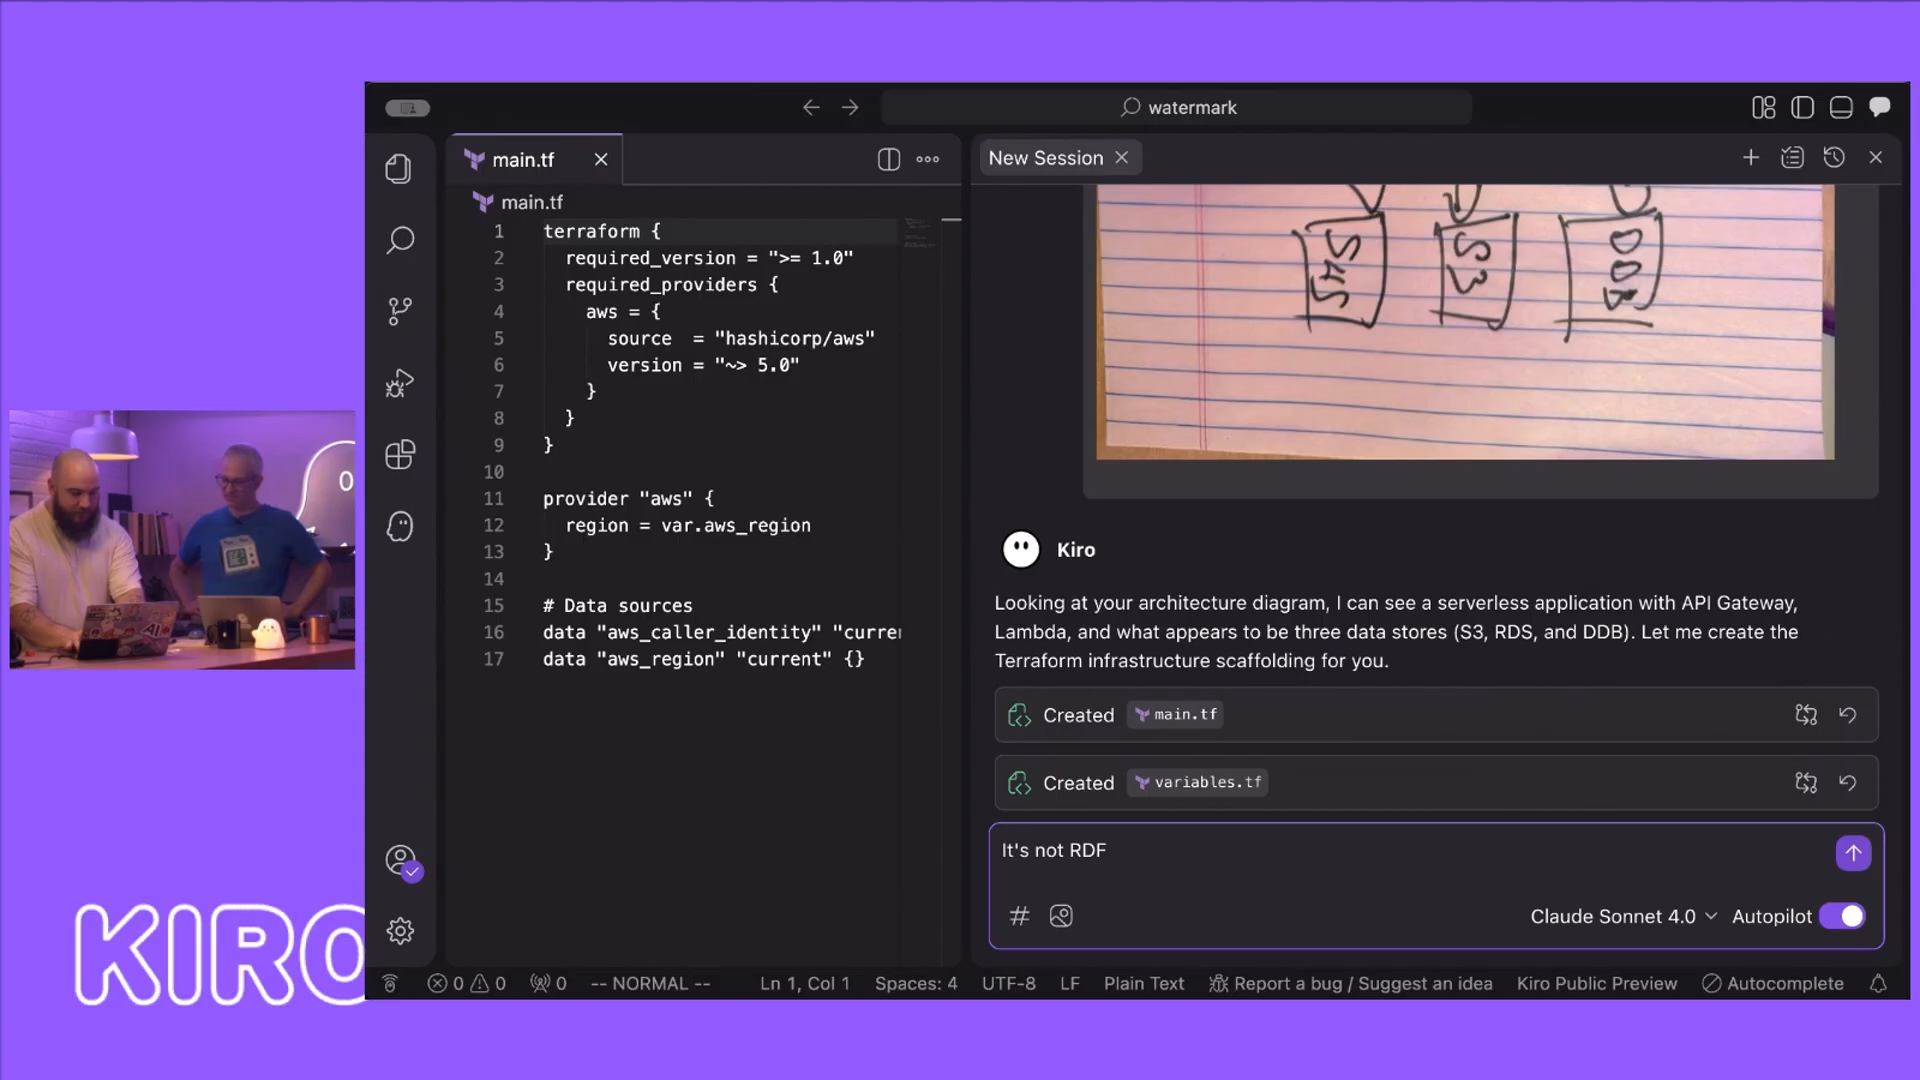 watermark
main.tf
New Session
main.tf
1 terraform {
2 required_version = ">= 1.0"
3 required_providers {
4 aws = {
5 source = "hashicorp/aws"
6 version = "~> 5.0"
7 }
8 }
9 }
10
11 provider "aws" {
12 region = var.aws_region
13 }
14
15 # Data sources
16 data "aws_caller_identity" "curre
17 data "aws_region" "current" {}
S3
DDB
Kiro
Looking at your architecture diagram, I can see a serverless application with API Gateway,
Lambda, and what appears to be three data stores (S3, RDS, and DDB). Let me create the
Terraform infrastructure scaffolding for you.
Created main.tf
Created variables.tf
It's not RDF
# Claude Sonnet 4.0 Autopilot
0 0 0 -- NORMAL -- Ln 1, Col 1 Spaces: 4 UTF-8 LF Plain Text Report a bug / Suggest an idea Kiro Public Preview Autocomplete
KIRO
AI